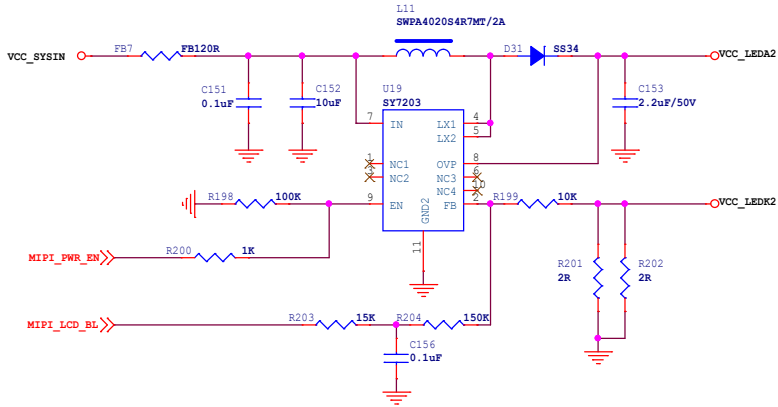 L11
SWPA4020S4R7MT/2A
VCC_SYSIN
FB7
FB120R
D31
SS34
VCC_LEDA2
C151
0.1uF
C152
10uF
U19
SY7203
C153
2.2uF/50V
7
IN
LX1
4
LX2
5
1
NC1
OVP
8
3
NC2
NC3
6
NC4
10
R198
100K
9
EN
GND2
FB
2
R199
10K
VCC_LEDK2
11
MIPI_PWR_EN
R200
1K
R201
2R
R202
2R
MIPI_LCD_BL
R203
15K
R204
150K
C156
0.1uF